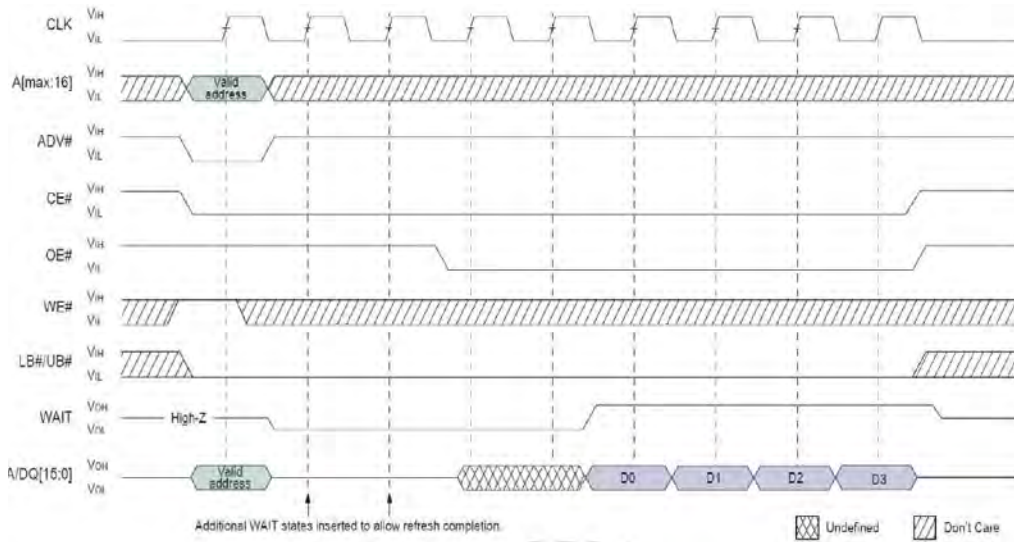 CLK VIH
VIL
A[max:16] VIH
VIL
Valid
address
ADV# VIH
VIL
CE# VIH
VIL
OE# VIH
VIL
WE# VIH
VIL
LB#/UB# VIH
VIL
WAIT VOH
VOL
High-Z
A/DQ[15:0] VOH
VOL
Valid
address
D0 D1 D2 D3
Additional WAIT states inserted to allow refresh completion.
Undefined Don't Care